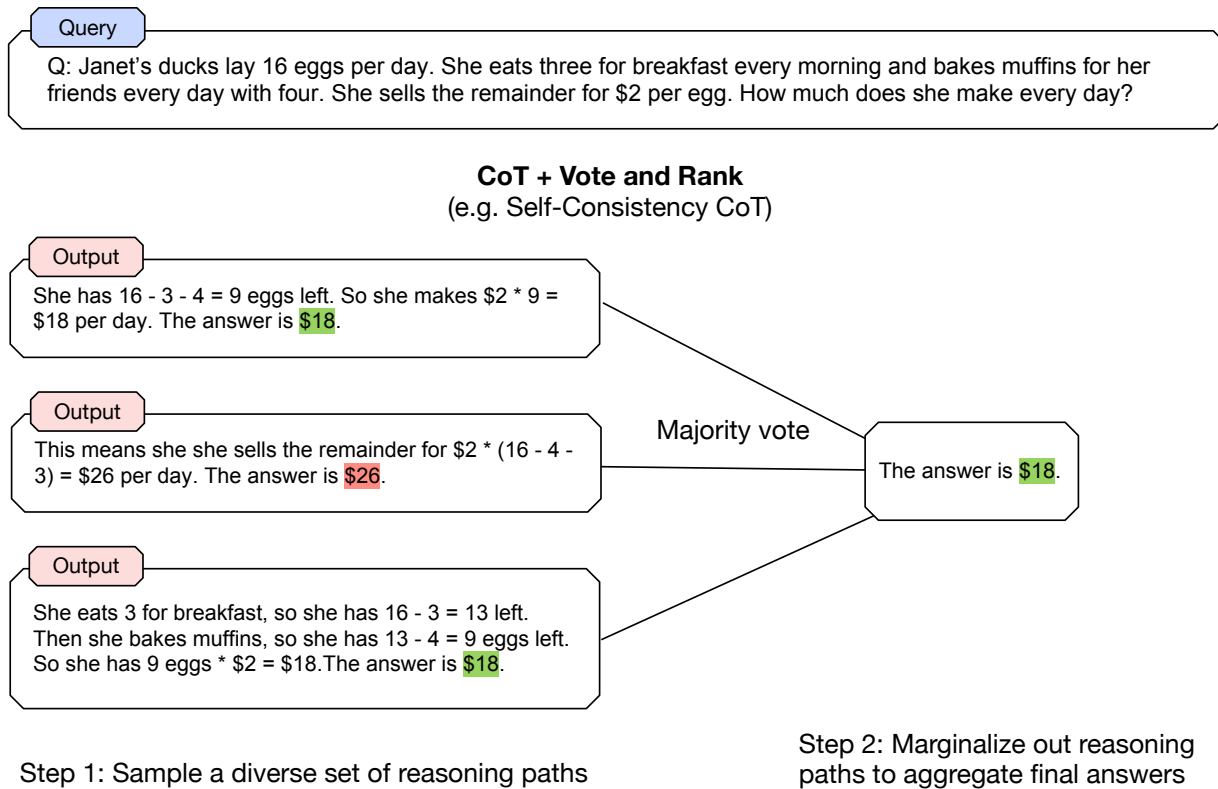 Query
Q: Janet's ducks lay 16 eggs per day. She eats three for breakfast every morning and bakes muffins for her
friends every day with four. She sells the remainder for $2 per egg. How much does she make every day?
CoT + Vote and Rank
(e.g. Self-Consistency CoT)
Output
She has 16 - 3 - 4 = 9 eggs left. So she makes $2 * 9 =
$18 per day. The answer is $18.
Output
This means she she sells the remainder for $2 * (16 - 4 -
3) = $26 per day. The answer is $26.
Majority vote
The answer is $18.
Output
She eats 3 for breakfast, so she has 16 - 3 = 13 left.
Then she bakes muffins, so she has 13 - 4 = 9 eggs left.
So she has 9 eggs * $2 = $18.The answer is $18.
Step 1: Sample a diverse set of reasoning paths
Step 2: Marginalize out reasoning
paths to aggregate final answers